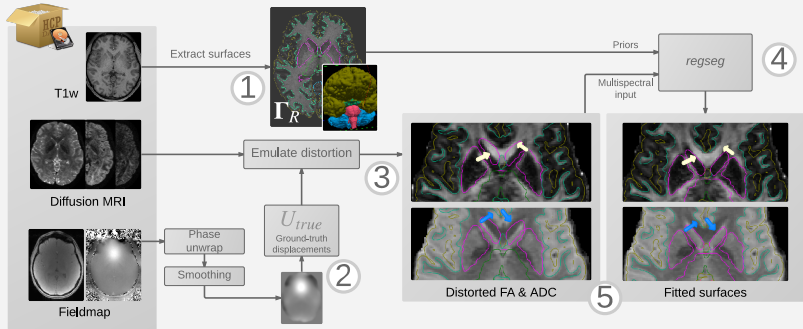 HCP
DATABASE
T1w
Extract surfaces
1
Γ_R
Priors
regseg
4
Multispectral
input
Diffusion MRI
Emulate distortion
3
U_true
Ground-truth
displacements
2
Phase
unwrap
Smoothing
Fieldmap
Distorted FA & ADC
5
Fitted surfaces